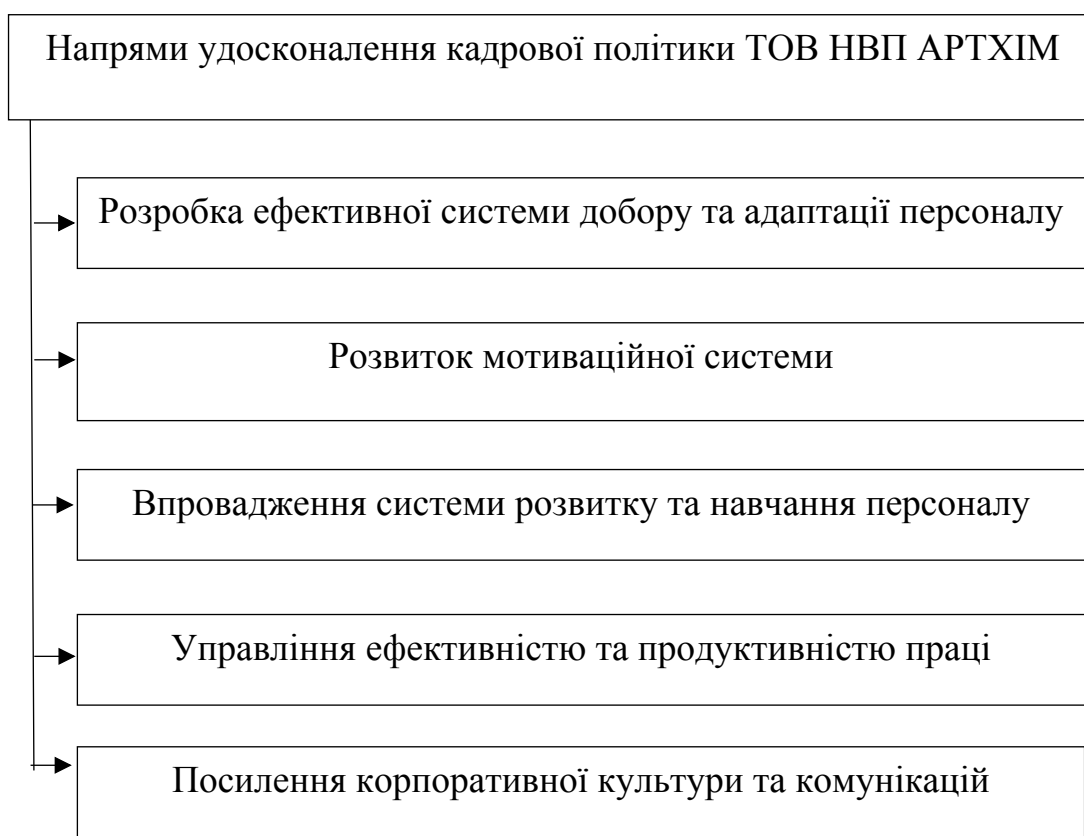 Напрями удосконалення кадрової політики ТОВ НВП АРТХІМ
Розробка ефективної системи добору та адаптації персоналу
Розвиток мотиваційної системи
Впровадження системи розвитку та навчання персоналу
Управління ефективністю та продуктивністю праці
Посилення корпоративної культури та комунікацій